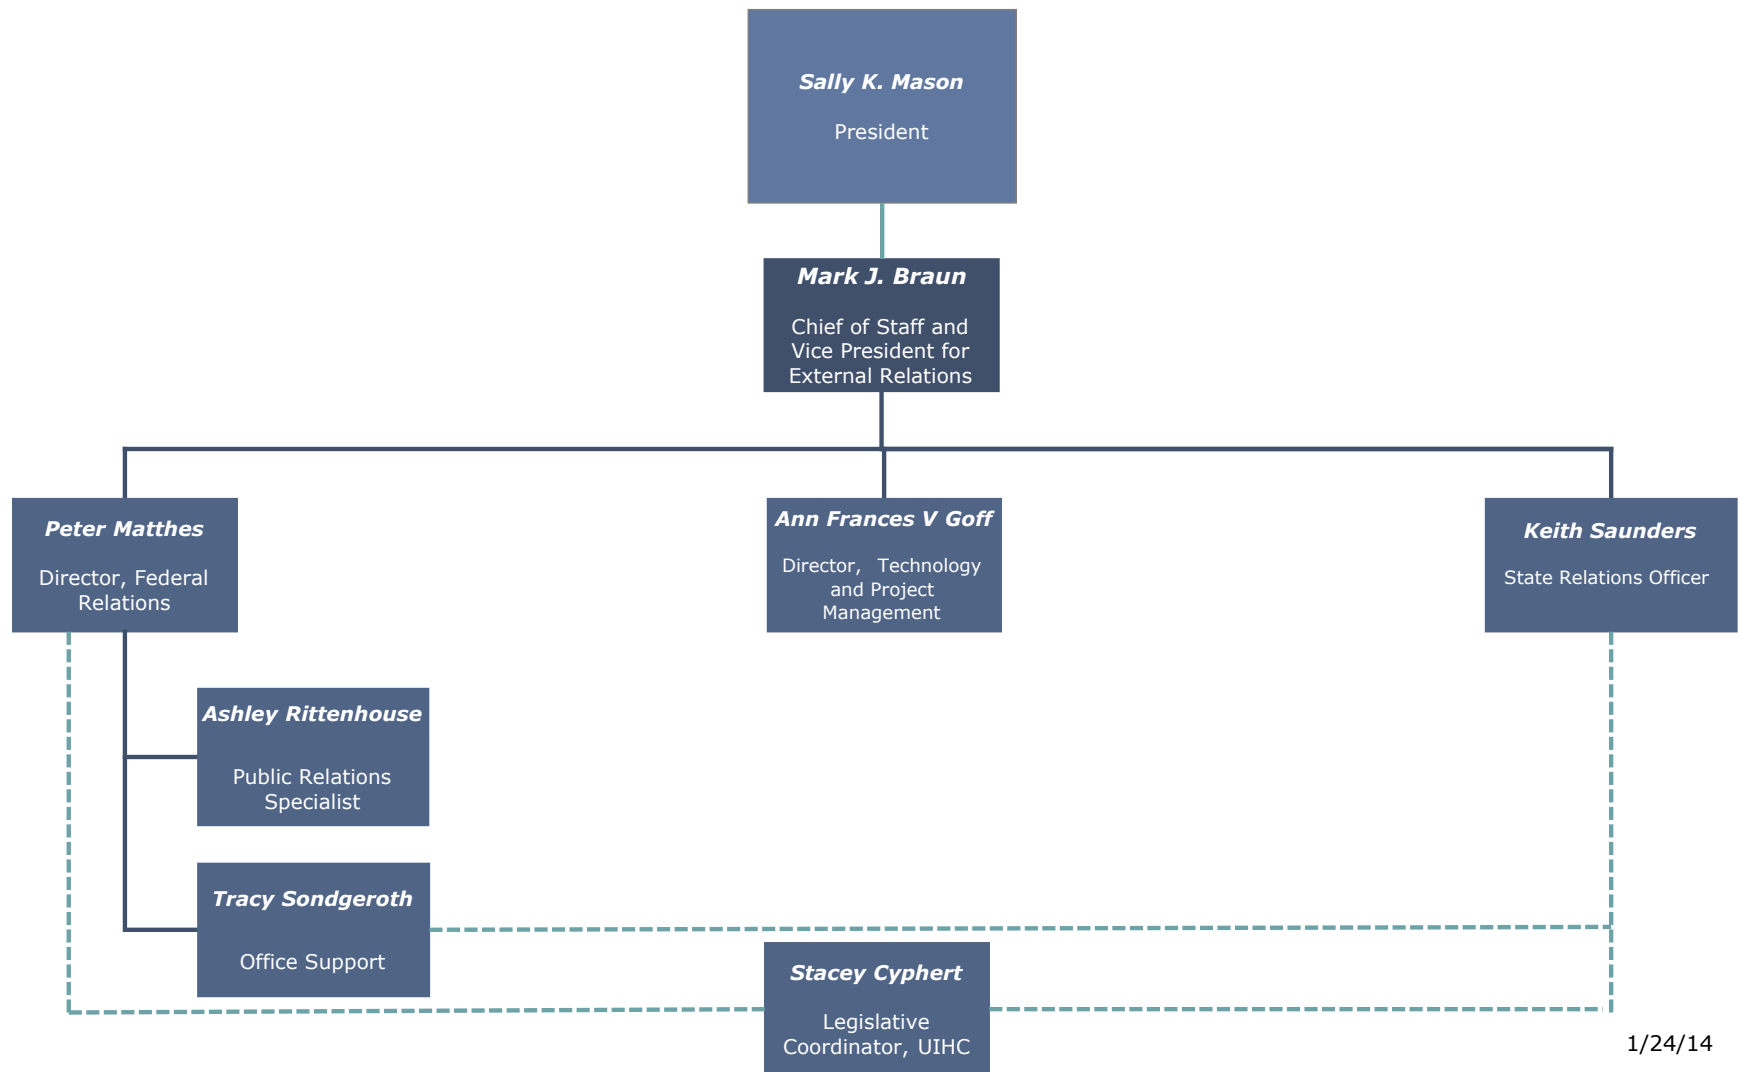 Sally K. Mason
President
Mark J. Braun
Chief of Staff and
Vice President for
External Relations
Peter Matthes
Director, Federal
Relations
Ann Frances V Goff
Director, Technology
and Project
Management
Keith Saunders
State Relations Officer
Ashley Rittenhouse
Public Relations
Specialist
Tracy Sondgeroth
Office Support
Stacey Cyphert
Legislative
Coordinator, UIHC
1/24/14